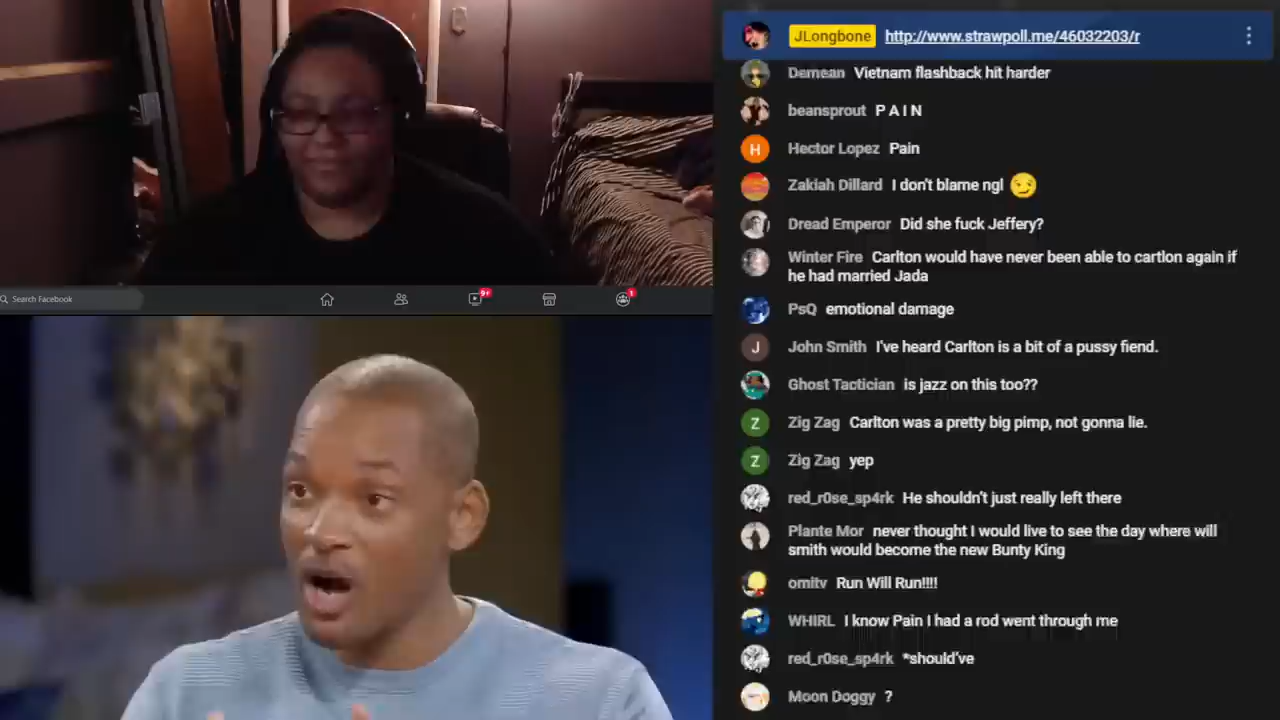 JLongbone http://www.strawpoll.me/46032203/r
Demean Vietnam flashback hit harder
beansprout P A I N
H Hector Lopez Pain
Zakiah Dillard I don't blame ngl 😏
Dread Emperor Did she fuck Jeffery?
Winter Fire Carlton would have never been able to cartlon again if
he had married Jada
Search Facebook
9+
1
PsQ emotional damage
J John Smith I've heard Carlton is a bit of a pussy fiend.
Ghost Tactician is jazz on this too??
Z Zig Zag Carlton was a pretty big pimp, not gonna lie.
Z Zig Zag yep
red_r0se_sp4rk He shouldn't just really left there
Plante Mor never thought I would live to see the day where will
smith would become the new Bunty King
omitv Run Will Run!!!!
WHIRL I know Pain I had a rod went through me
red_r0se_sp4rk *should've
Moon Doggy ?